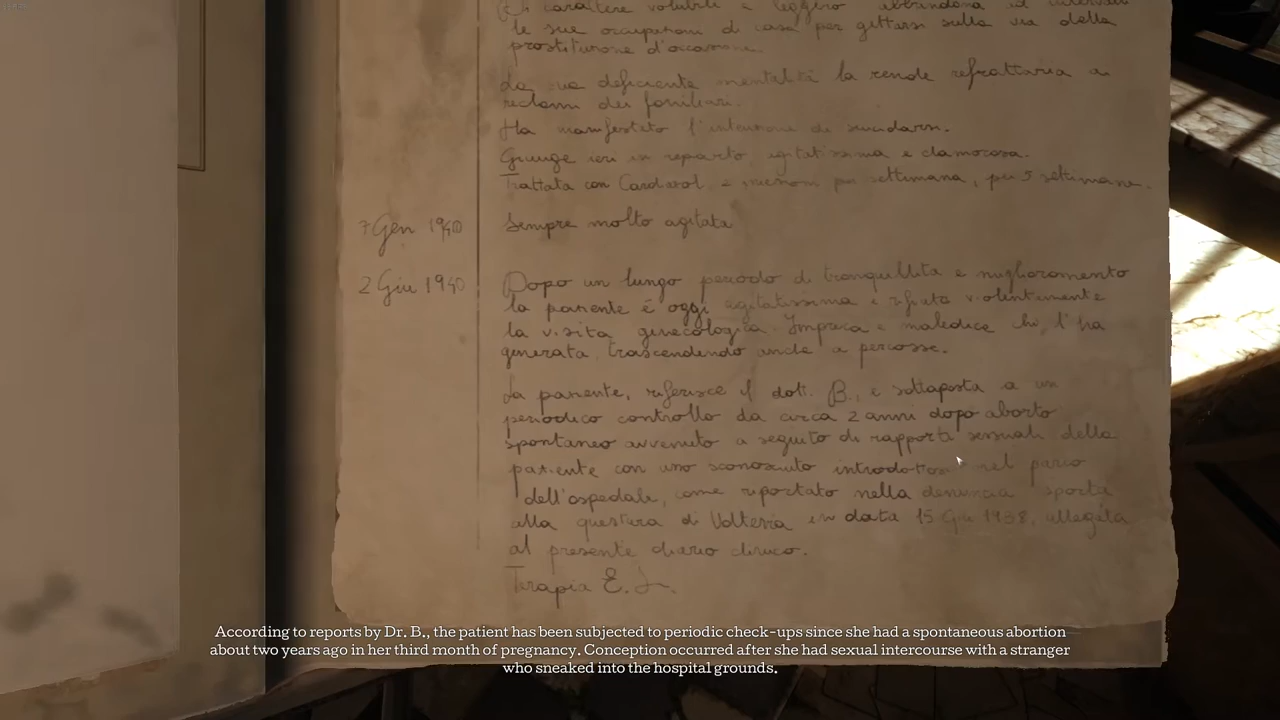 di carattere volubile e leggero abbandona ad intervalli
le sue occupazioni di casa per gittarsi sulla via della
prostituzione d'occasione.
La sua deficiente mentalità la rende refrattaria ai
reclami dei familiari.
Ha manifestato l'intenzione di suicidarsi.
Giunge ieri in reparto, agitatissima e clamorosa.
Trattata con Cardiazol, 2 iniezioni per settimana, per 5 settimane.
7 Gen 1940 Sempre molto agitata
2 Giu 1940 Dopo un lungo periodo di tranquillità e miglioramento
la paziente é oggi agitatissima e rifiuta violentemente
la visita ginecologica. Impreca e maledice chi l'ha
generata, trascendendo anche a percosse.
La paziente, riferisce il dott. B., è sottoposta a un
periodico controllo da circa 2 anni dopo aborto
spontaneo avvenuto a seguito di rapporti sessuali della
paziente con uno sconosciuto introdottosi nel parco
dell'ospedale, come riportato nella denuncia sporta
alla questura di Volterra in data 15 Giu 1938, allegata
al presente diario clinico.
Terapia E.S.
According to reports by Dr. B., the patient has been subjected to periodic check-ups since she had a spontaneous abortion
about two years ago in her third month of pregnancy. Conception occurred after she had sexual intercourse with a stranger
who sneaked into the hospital grounds.